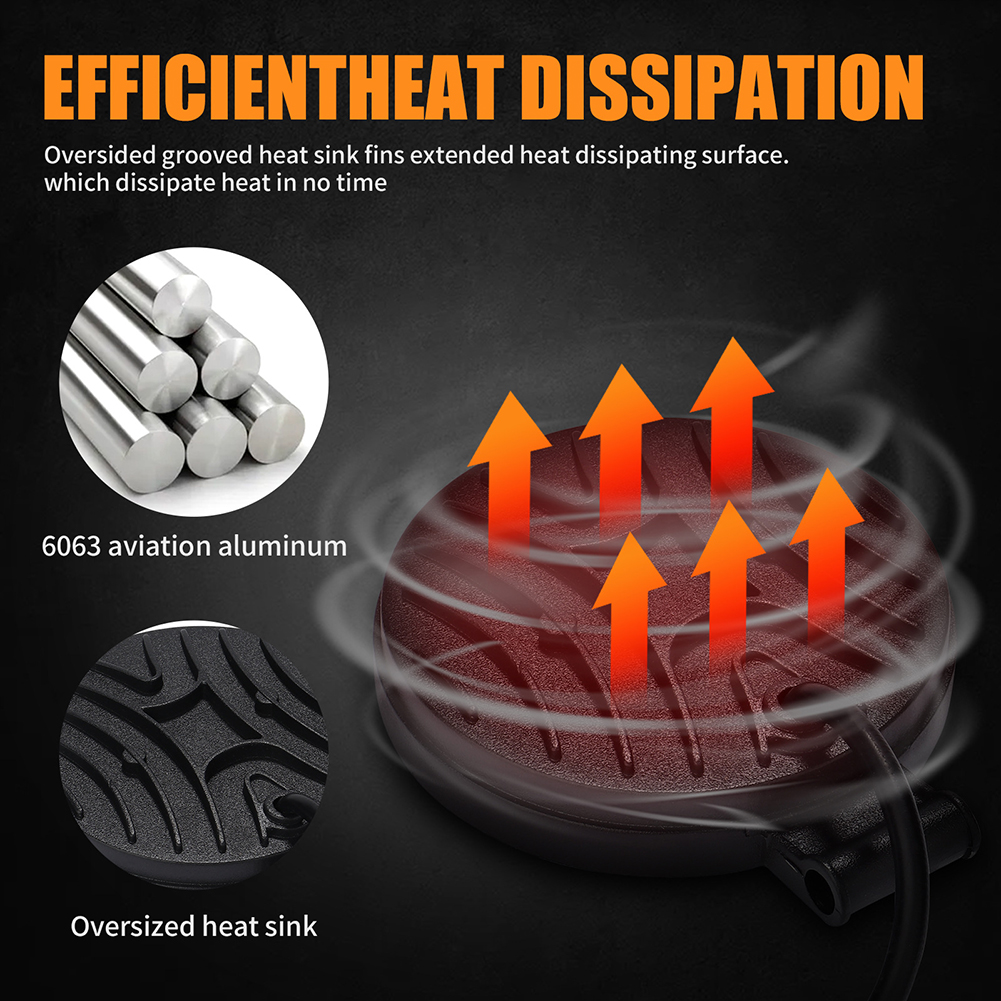 EFFICIENTHEAT DISSIPATION
Oversided grooved heat sink fins extended heat dissipating surface.
which dissipate heat in no time
6063 aviation aluminum
Oversized heat sink